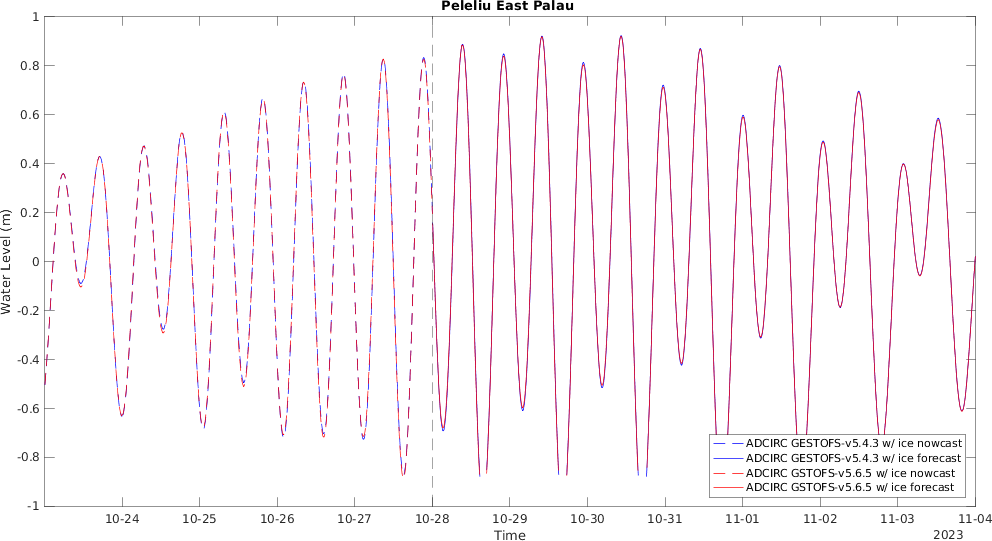 Peleliu East Palau
1
0.8
0.6
0.4
0.2
0
-0.2
-0.4
-0.6
-0.8
-1
Water Level (m)
10-24 10-25 10-26 10-27 10-28 10-29 10-30 10-31 11-01 11-02 11-03 11-04
Time
2023
ADCIRC GESTOFS-v5.4.3 w/ ice nowcast
ADCIRC GESTOFS-v5.4.3 w/ ice forecast
ADCIRC GSTOFS-v5.6.5 w/ ice nowcast
ADCIRC GSTOFS-v5.6.5 w/ ice forecast